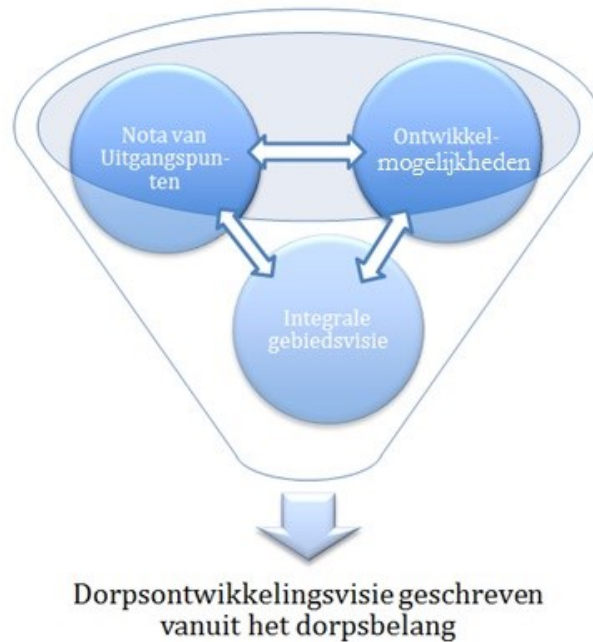 Nota van
Uitgangspun-
ten
Ontwikkel-
mogelijkheden
Integrale
gebiedsvisie
Dorpsontwikkelingsvisie geschreven
vanuit het dorpsbelang